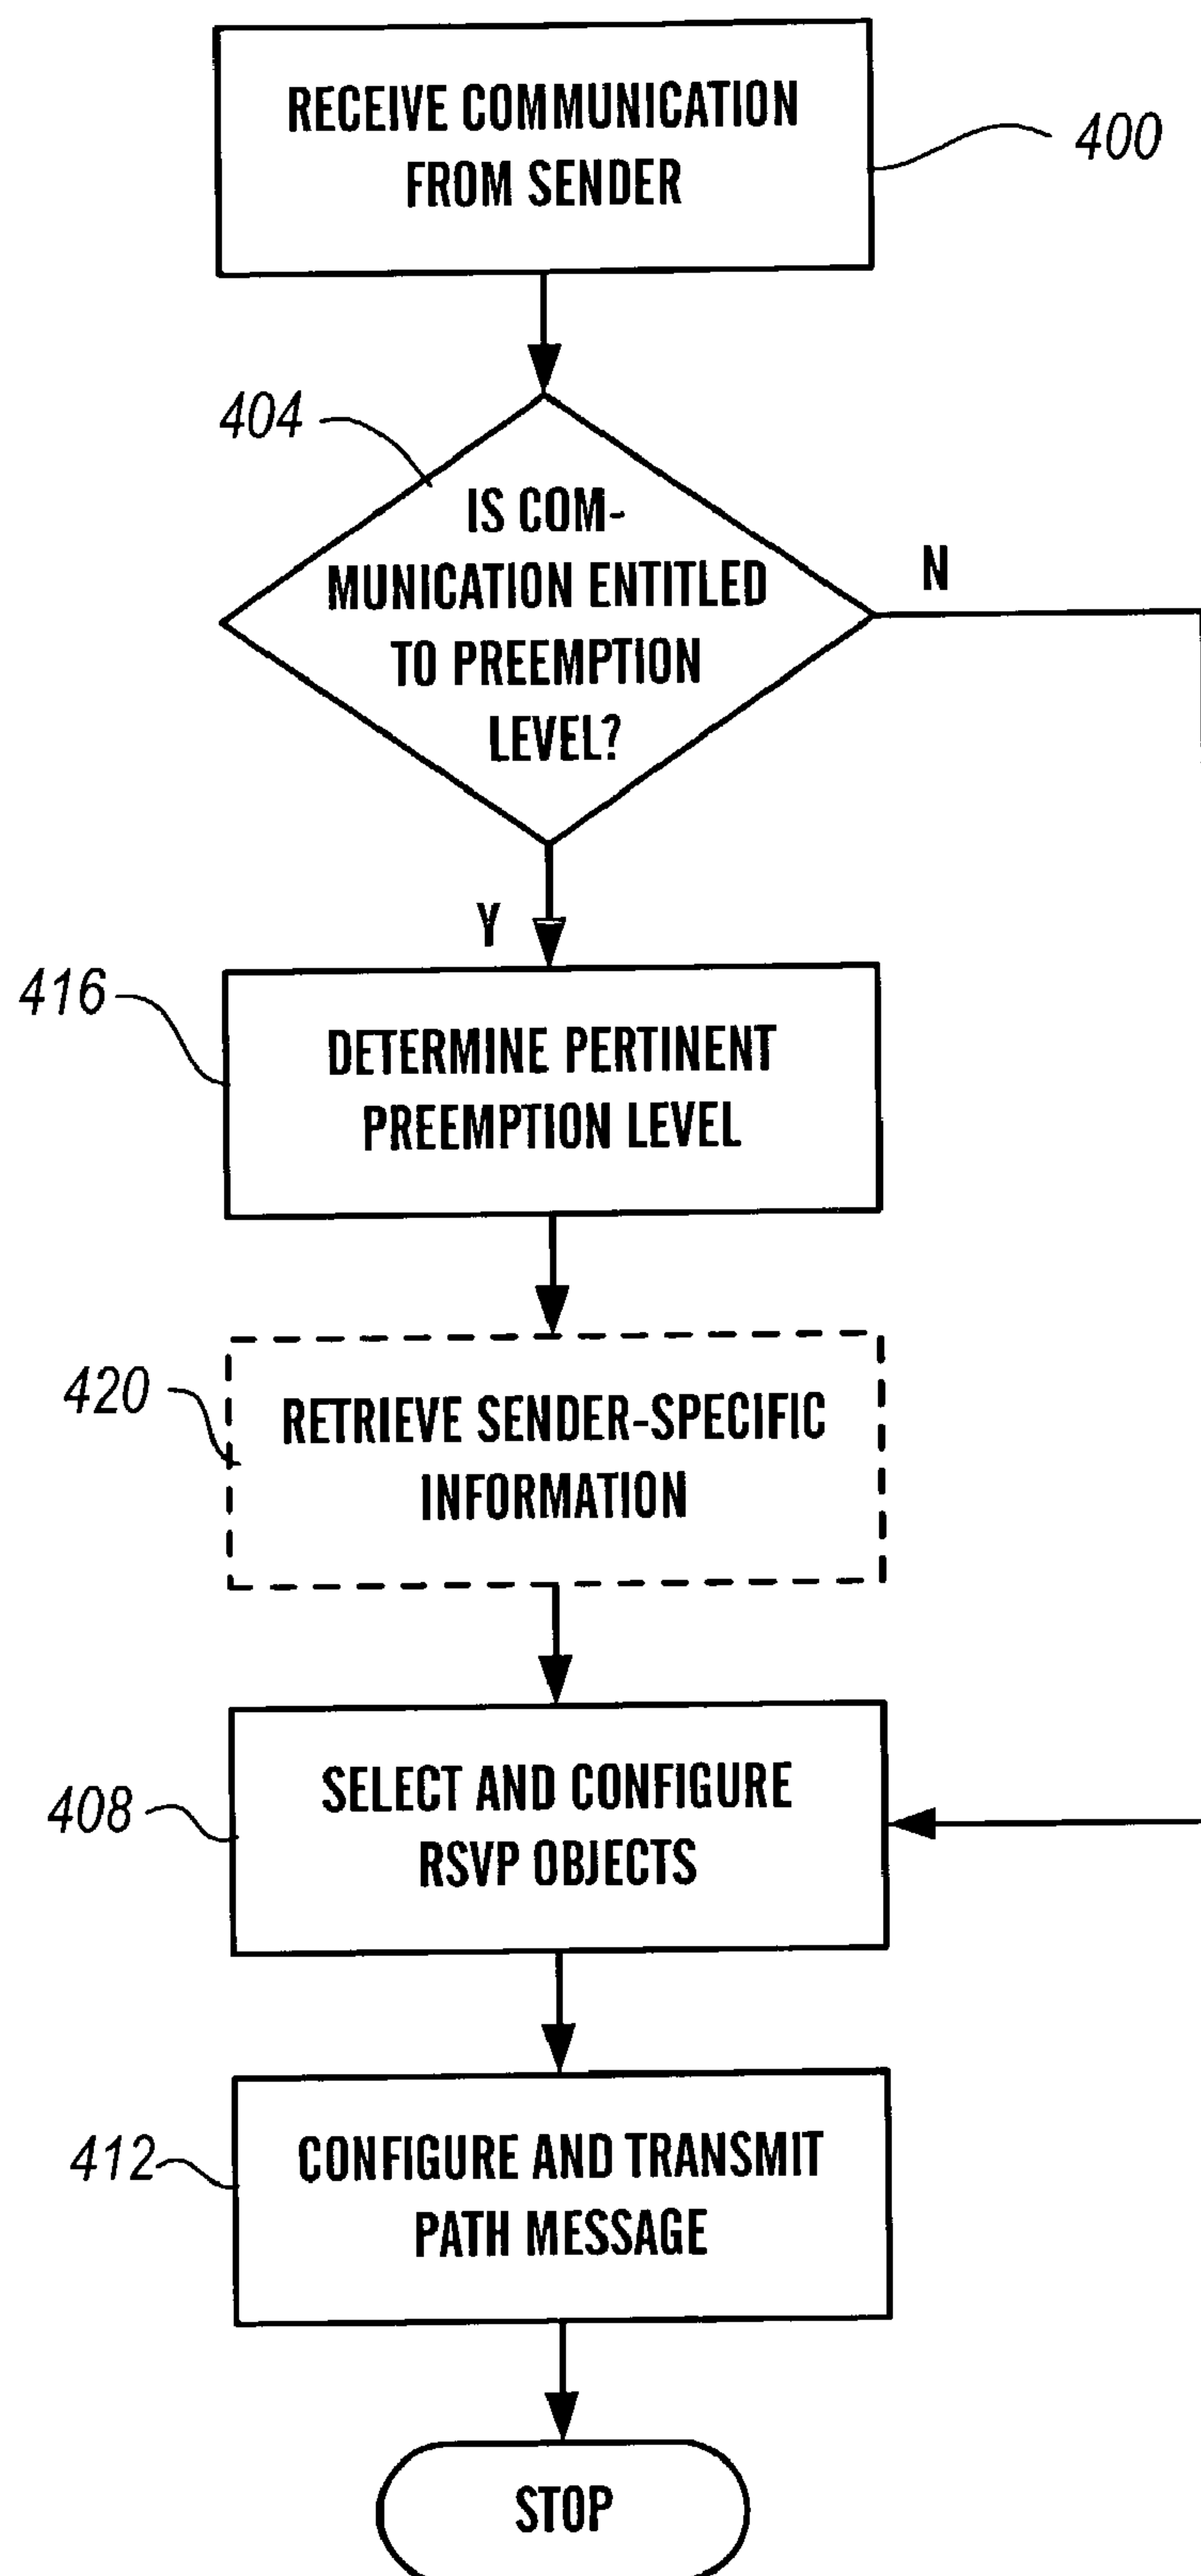 RECEIVE COMMUNICATION
FROM SENDER
400
404
IS COM-
MUNICATION ENTITLED
TO PREEMPTION
LEVEL?
N
Y
416
DETERMINE PERTINENT
PREEMPTION LEVEL
420
RETRIEVE SENDER-SPECIFIC
INFORMATION
408
SELECT AND CONFIGURE
RSVP OBJECTS
412
CONFIGURE AND TRANSMIT
PATH MESSAGE
STOP